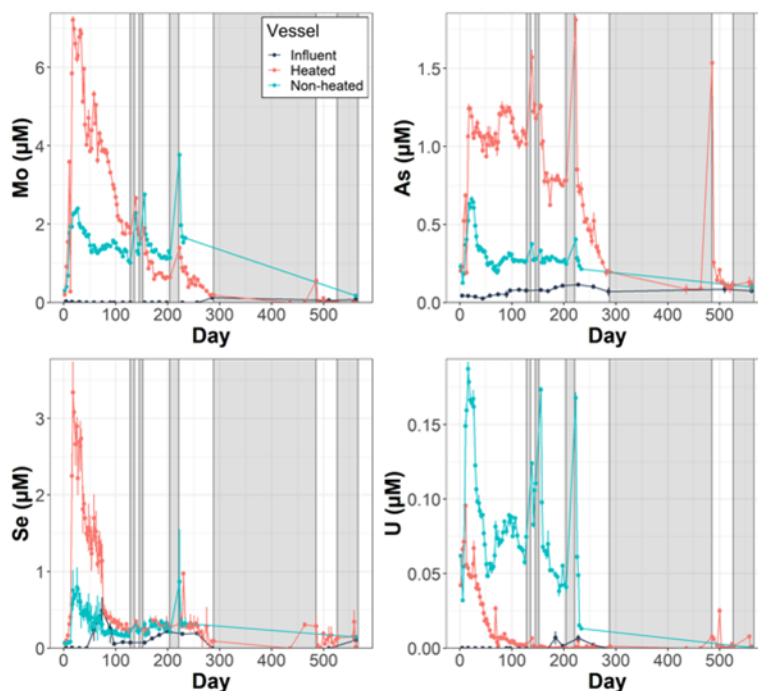 Mo (µM)
6
4
2
0
Vessel
Influent
Heated
Non-heated
0 100 200 300 400 500
Day
As (µM)
1.5
1.0
0.5
0.0
0 100 200 300 400 500
Day
Se (µM)
3
2
1
0
0 100 200 300 400 500
Day
U (µM)
0.15
0.10
0.05
0.00
0 100 200 300 400 500
Day